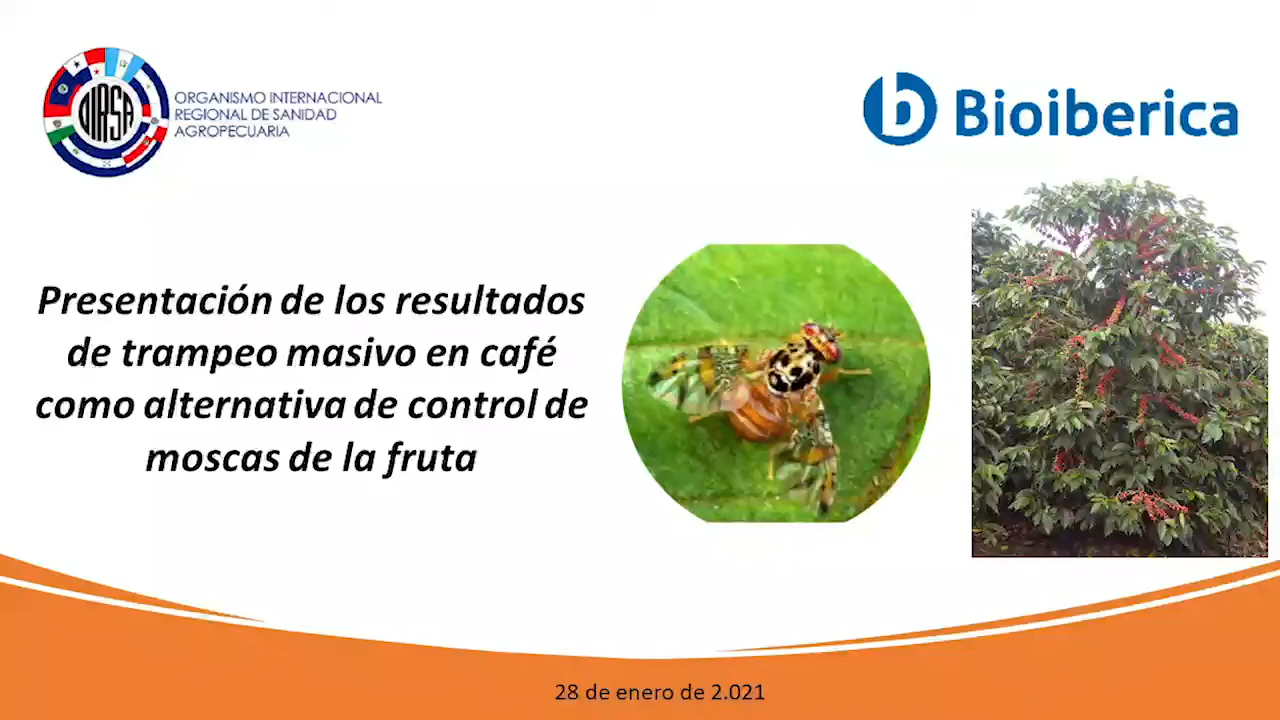 OIRSA
ORGANISMO INTERNACIONAL
REGIONAL DE SANIDAD
AGROPECUARIA
b Bioiberica
Presentación de los resultados
de trampeo masivo en café
como alternativa de control de
moscas de la fruta
28 de enero de 2.021